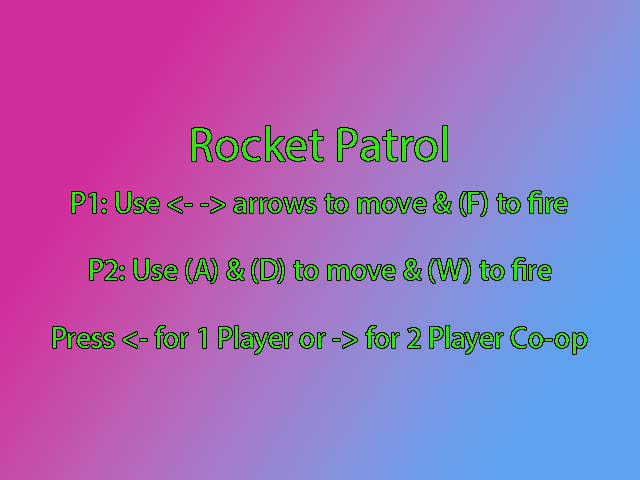 Rocket Patrol
P1: Use <- -> arrows to move & (F) to fire
P2: Use (A) & (D) to move & (W) to fire
Press <- for 1 Player or -> for 2 Player Co-op